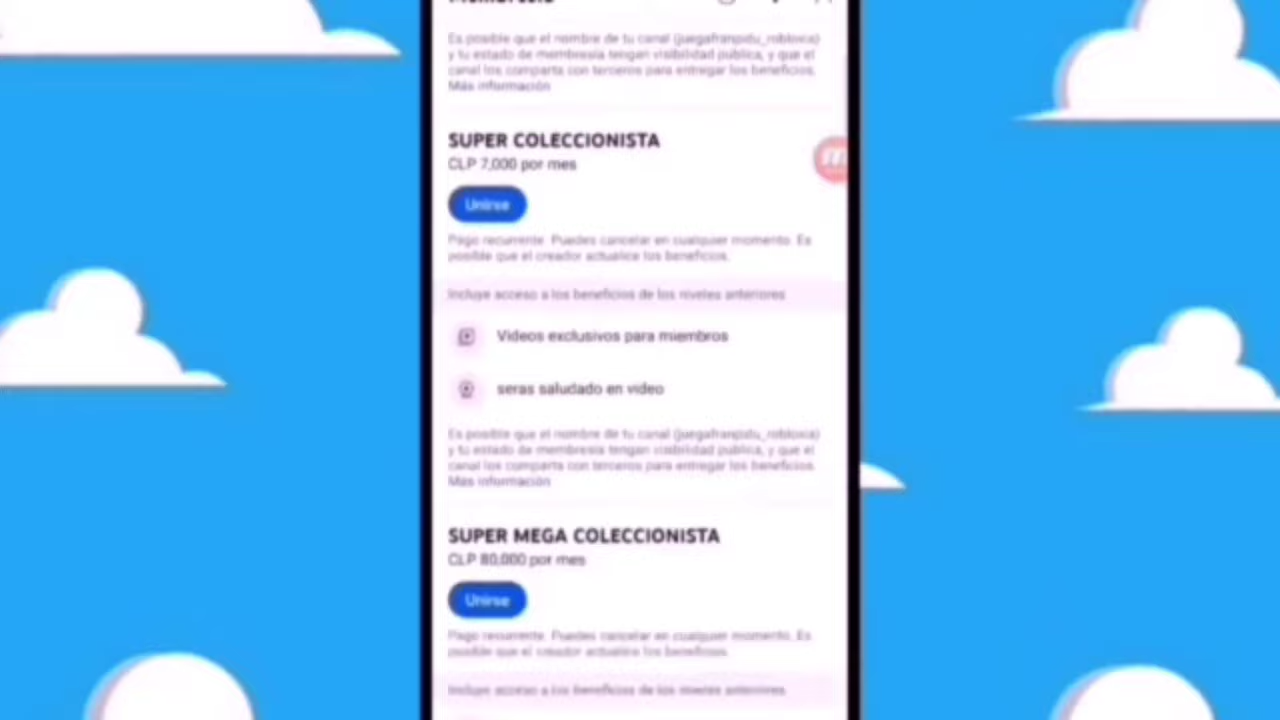 Es posible que el nombre de tu canal
y tu estado de membresía tengan visibilidad pública, y que el
canal los comparta con terceros para entregar los beneficios.
Más información
SUPER COLECCIONISTA
CLP 7,000 por mes
Unirse
Pago recurrente. Puedes cancelar en cualquier momento. Es
posible que el creador actualice los beneficios.
Incluye acceso a los beneficios de los niveles anteriores
Videos exclusivos para miembros
seras saludado en video
Es posible que el nombre de tu canal
y tu estado de membresía tengan visibilidad pública, y que el
canal los comparta con terceros para entregar los beneficios.
Más información
SUPER MEGA COLECCIONISTA
CLP 80,000 por mes
Unirse
Pago recurrente. Puedes cancelar en cualquier momento. Es
posible que el creador actualice los beneficios.
Incluye acceso a los beneficios de los niveles anteriores